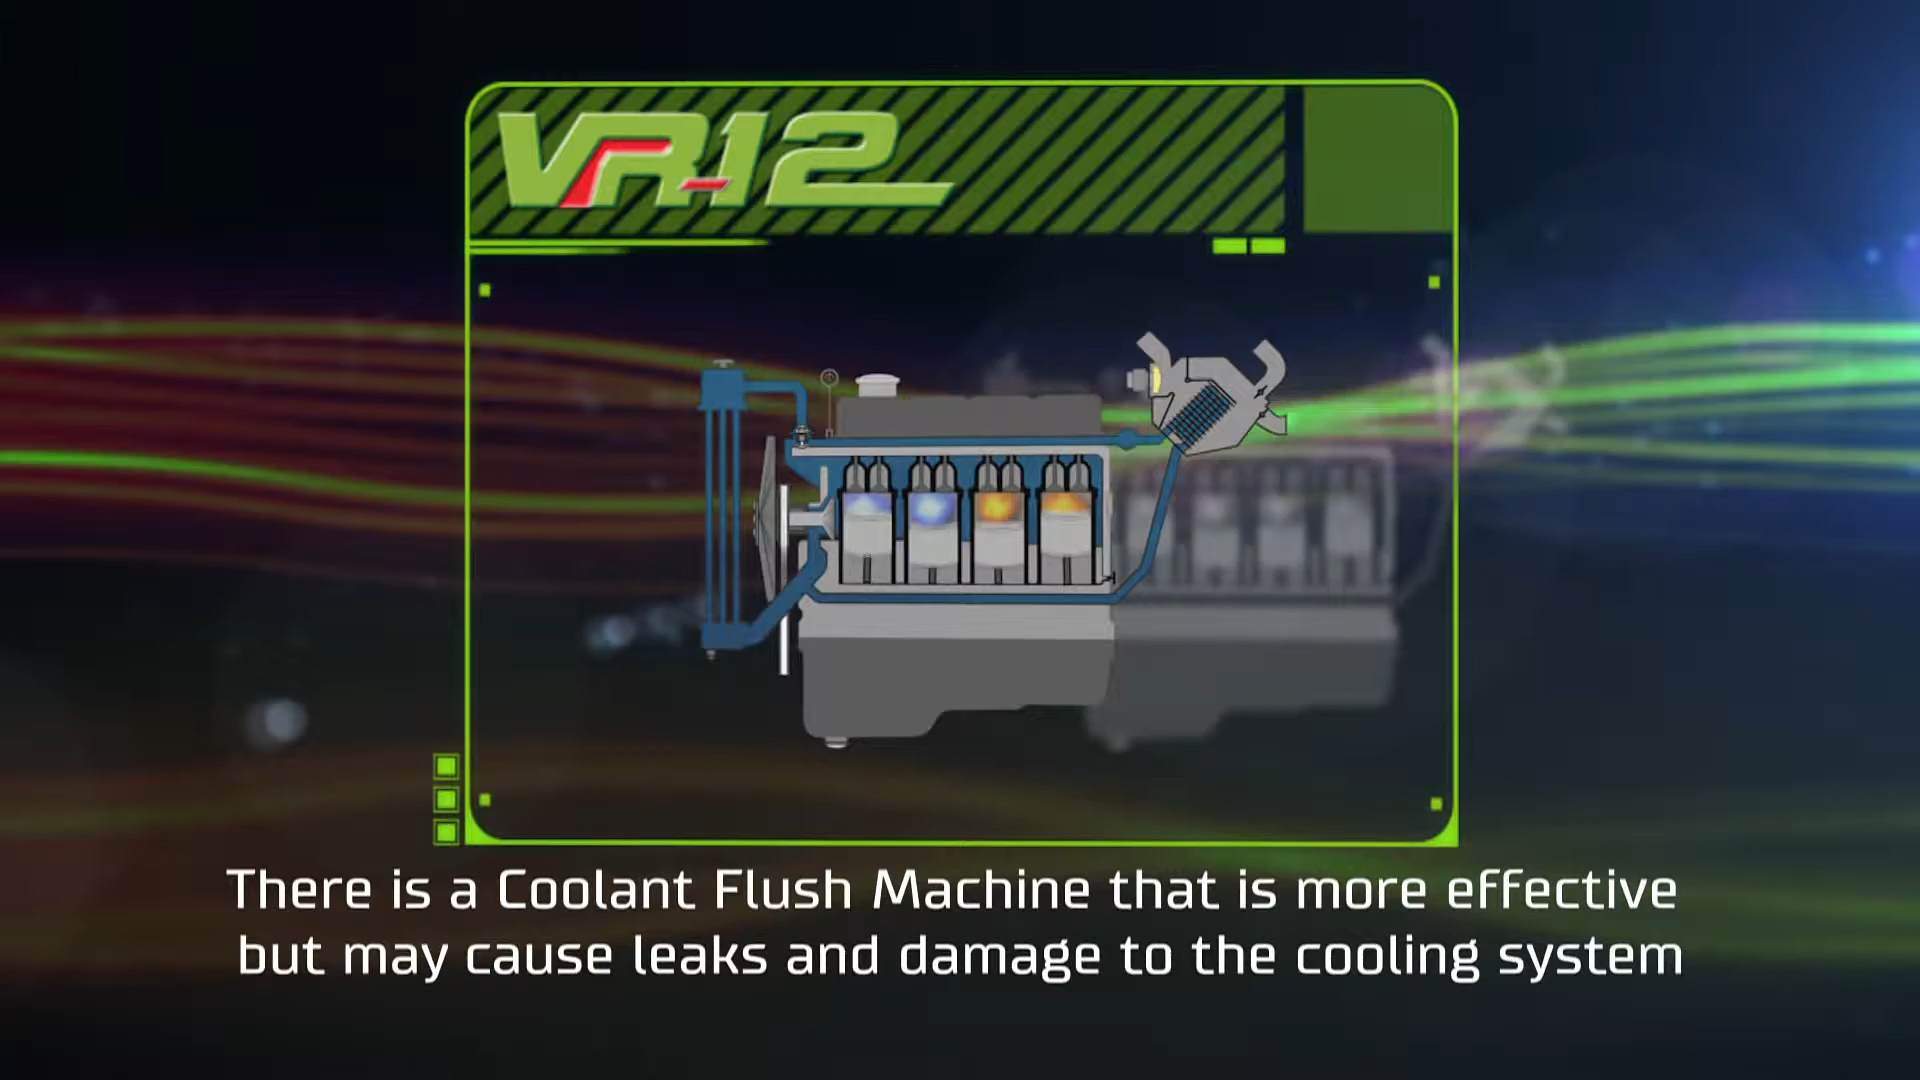 VR-12
There is a Coolant Flush Machine that is more effective
but may cause leaks and damage to the cooling system